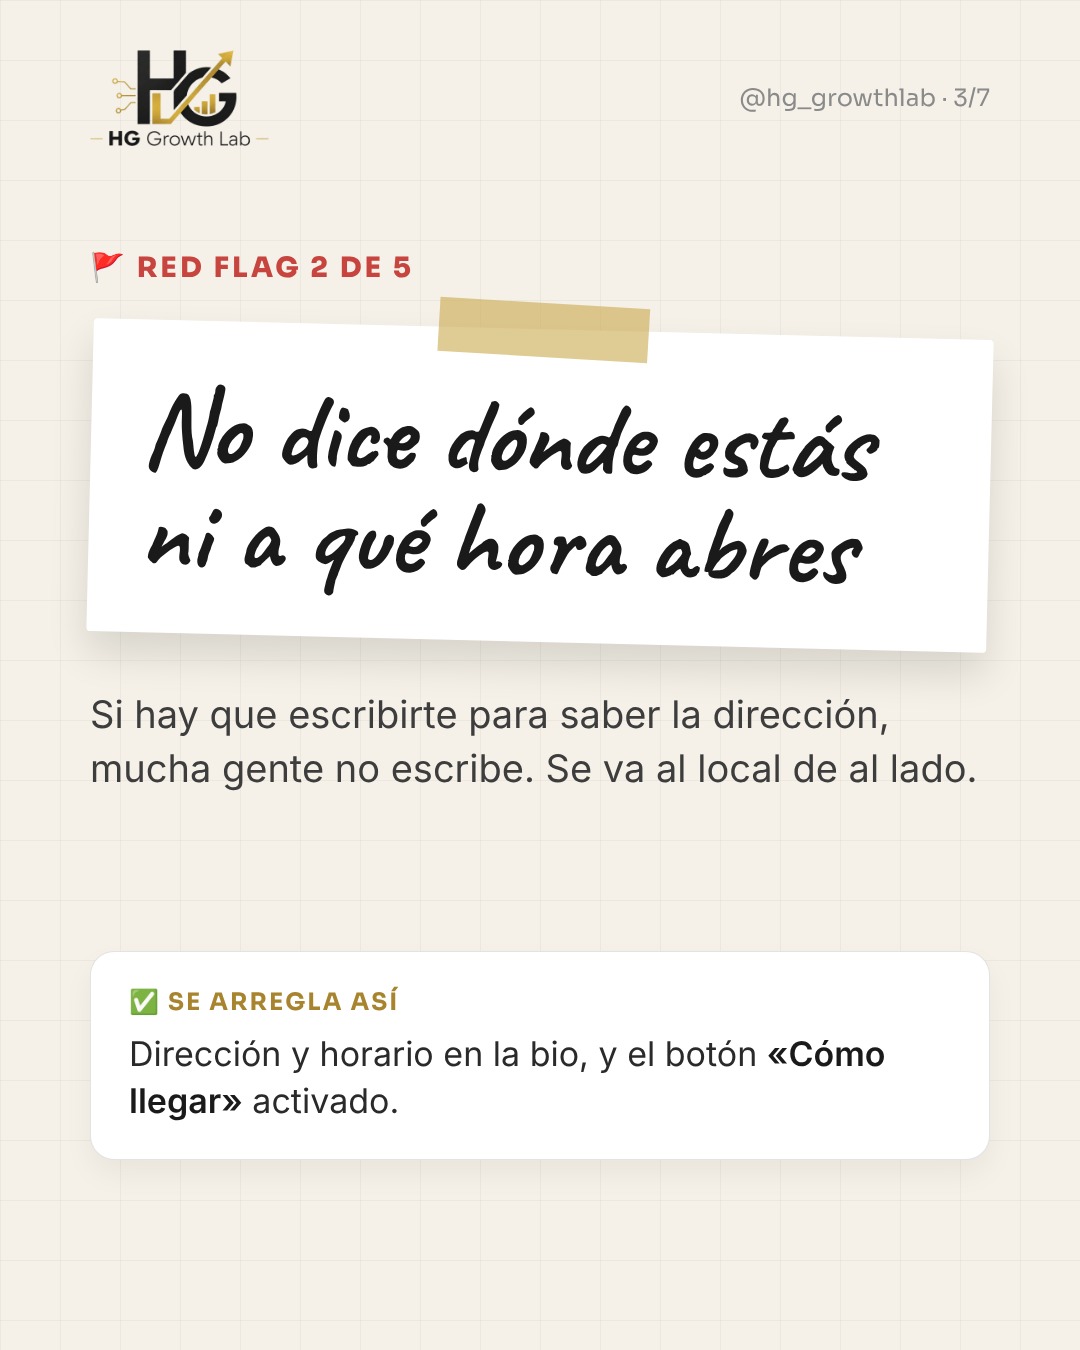 HG
HG Growth Lab
@hg_growthlab · 3/7
🚩 RED FLAG 2 DE 5
No dice dónde estás
ni a qué hora abres
Si hay que escribirte para saber la dirección,
mucha gente no escribe. Se va al local de al lado.
✅ SE ARREGLA ASÍ
Dirección y horario en la bio, y el botón «Cómo
llegar» activado.